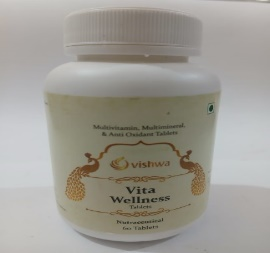 Multivitamin, Multimineral,
& Anti Oxidant Tablets
vishwa
Vita
Wellness
Tablets
Nutraceutical
60 Tablets